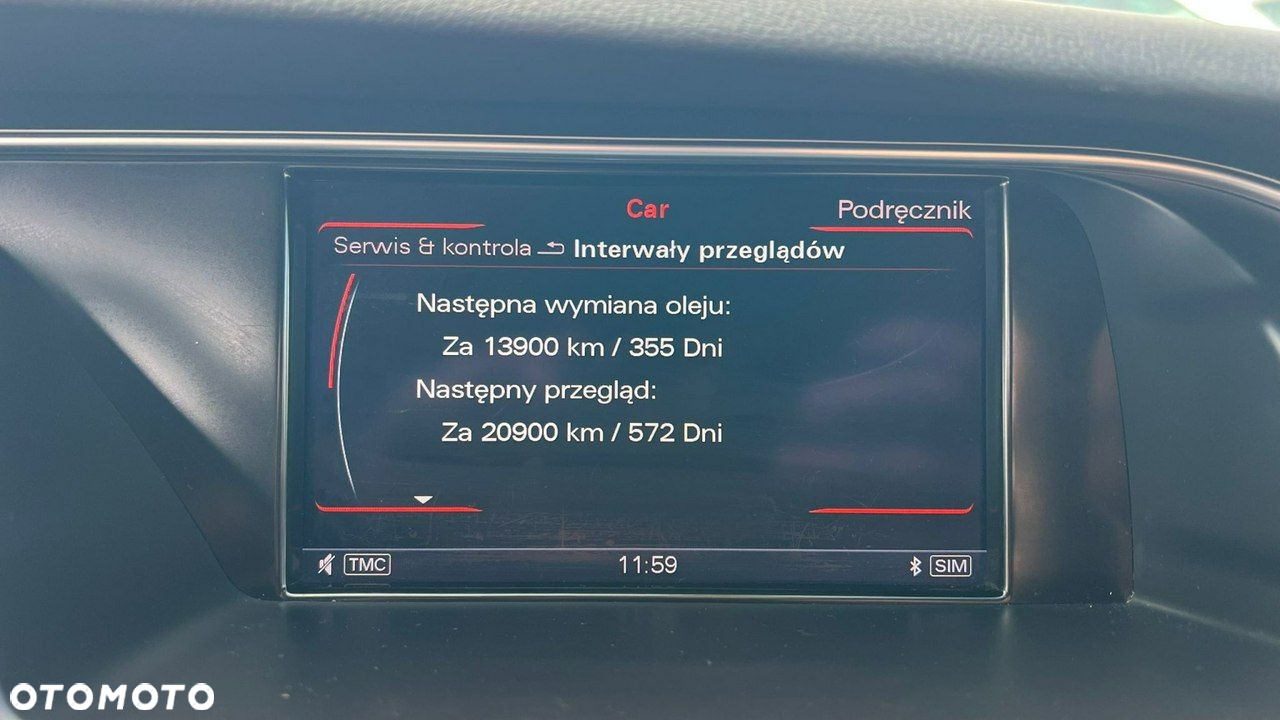 Car
Podręcznik
Serwis & kontrola Interwały przeglądów
Następna wymiana oleju:
Za 13900 km / 355 Dni
Następny przegląd:
Za 20900 km / 572 Dni
TMC 11:59 SIM
OTOMOTO